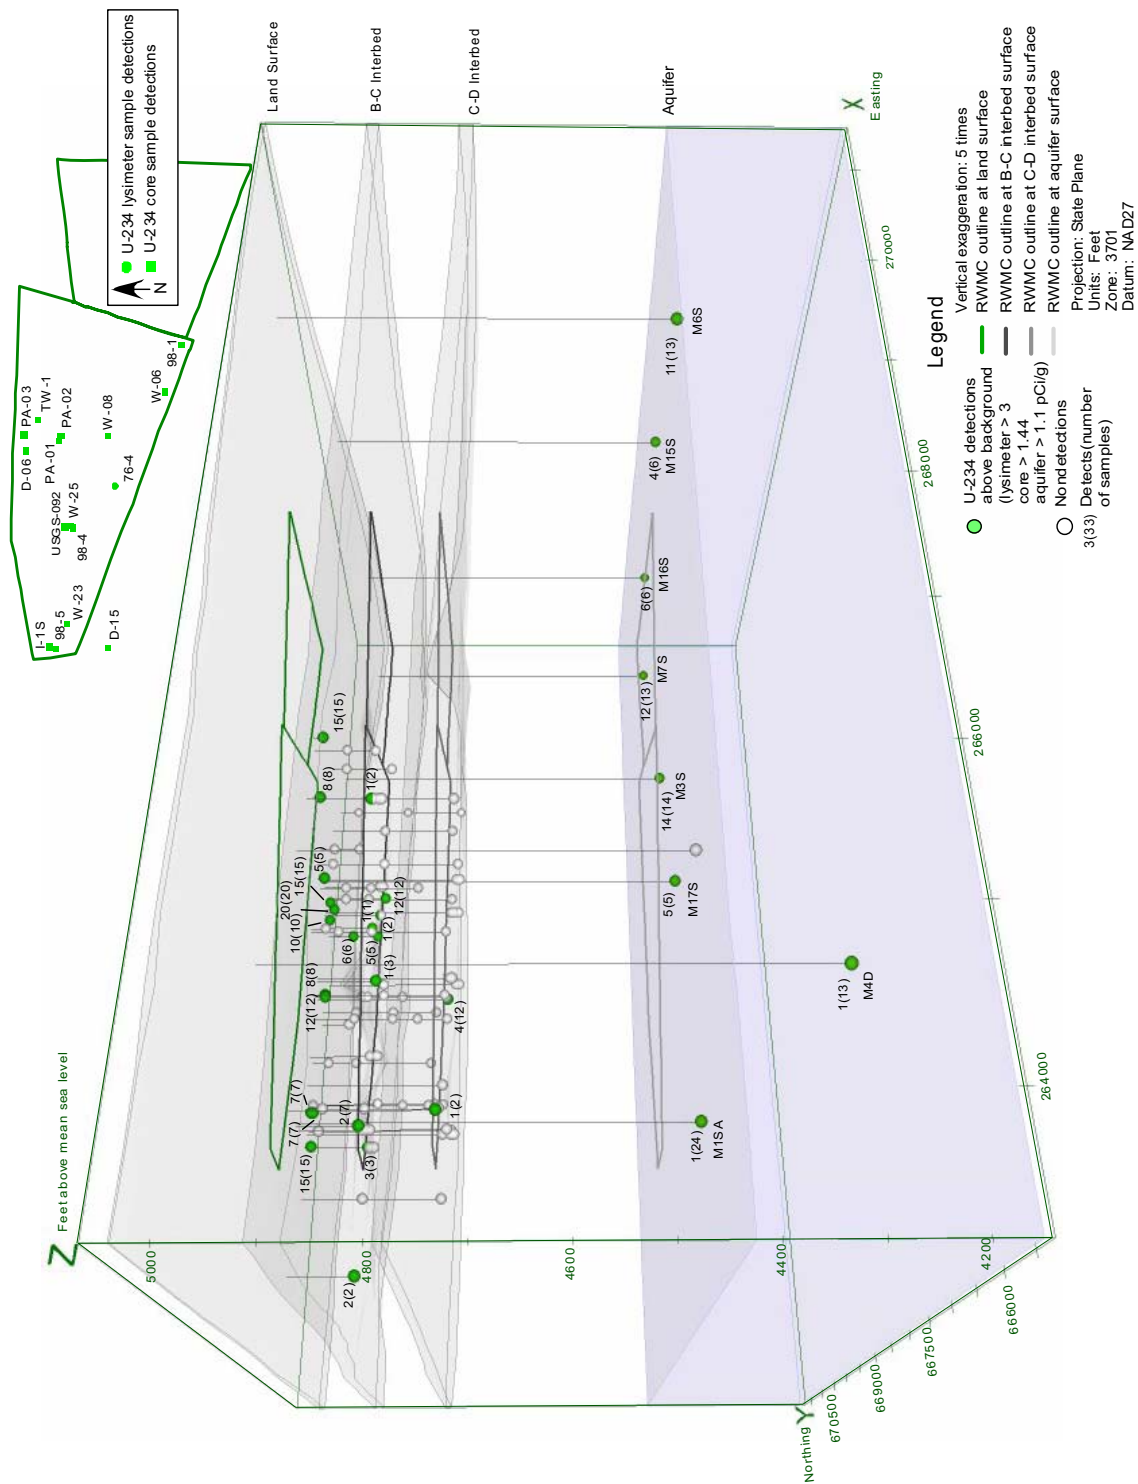 U-234 lysimeter sample detections
U-234 core sample detections
N
I-1S
98-5
W-23
D-15
USGS-092
W-25
98-4
76-4
D-06
PA-03
TW-1
PA-01
PA-02
W-08
W-06
98-1
Land Surface
B-C Interbed
C-D Interbed
Aquifer
Z
Feet above mean sea level
5000
4800
4600
4400
4200
X
Easting
270000
268000
266000
264000
Northing
Y
670500
669000
667500
666000
15(15)
8(8)
1(2)
5(5)
15(15)
20(20)
10(10)
12(12)
1(1)
1(2)
6(6)
5(5)
1(3)
8(8)
12(12)
4(12)
7(7)
7(7)
2(7)
1(2)
15(15)
3(3)
2(2)
11(13)
M6S
4(6)
M15S
6(6)
M16S
12(13)
M7S
14(14)
M3S
5(5)
M17S
1(13)
M4D
1(24)
M1SA
Legend
U-234 detections
above background
(lysimeter > 3
core > 1.44
aquifer > 1.1 pCi/g)
Nondetections
3(33) Detects(number
of samples)
Vertical exaggeration: 5 times
RWMC outline at land surface
RWMC outline at B-C interbed surface
RWMC outline at C-D interbed surface
RWMC outline at aquifer surface
Projection: State Plane
Units: Feet
Zone: 3701
Datum: NAD27